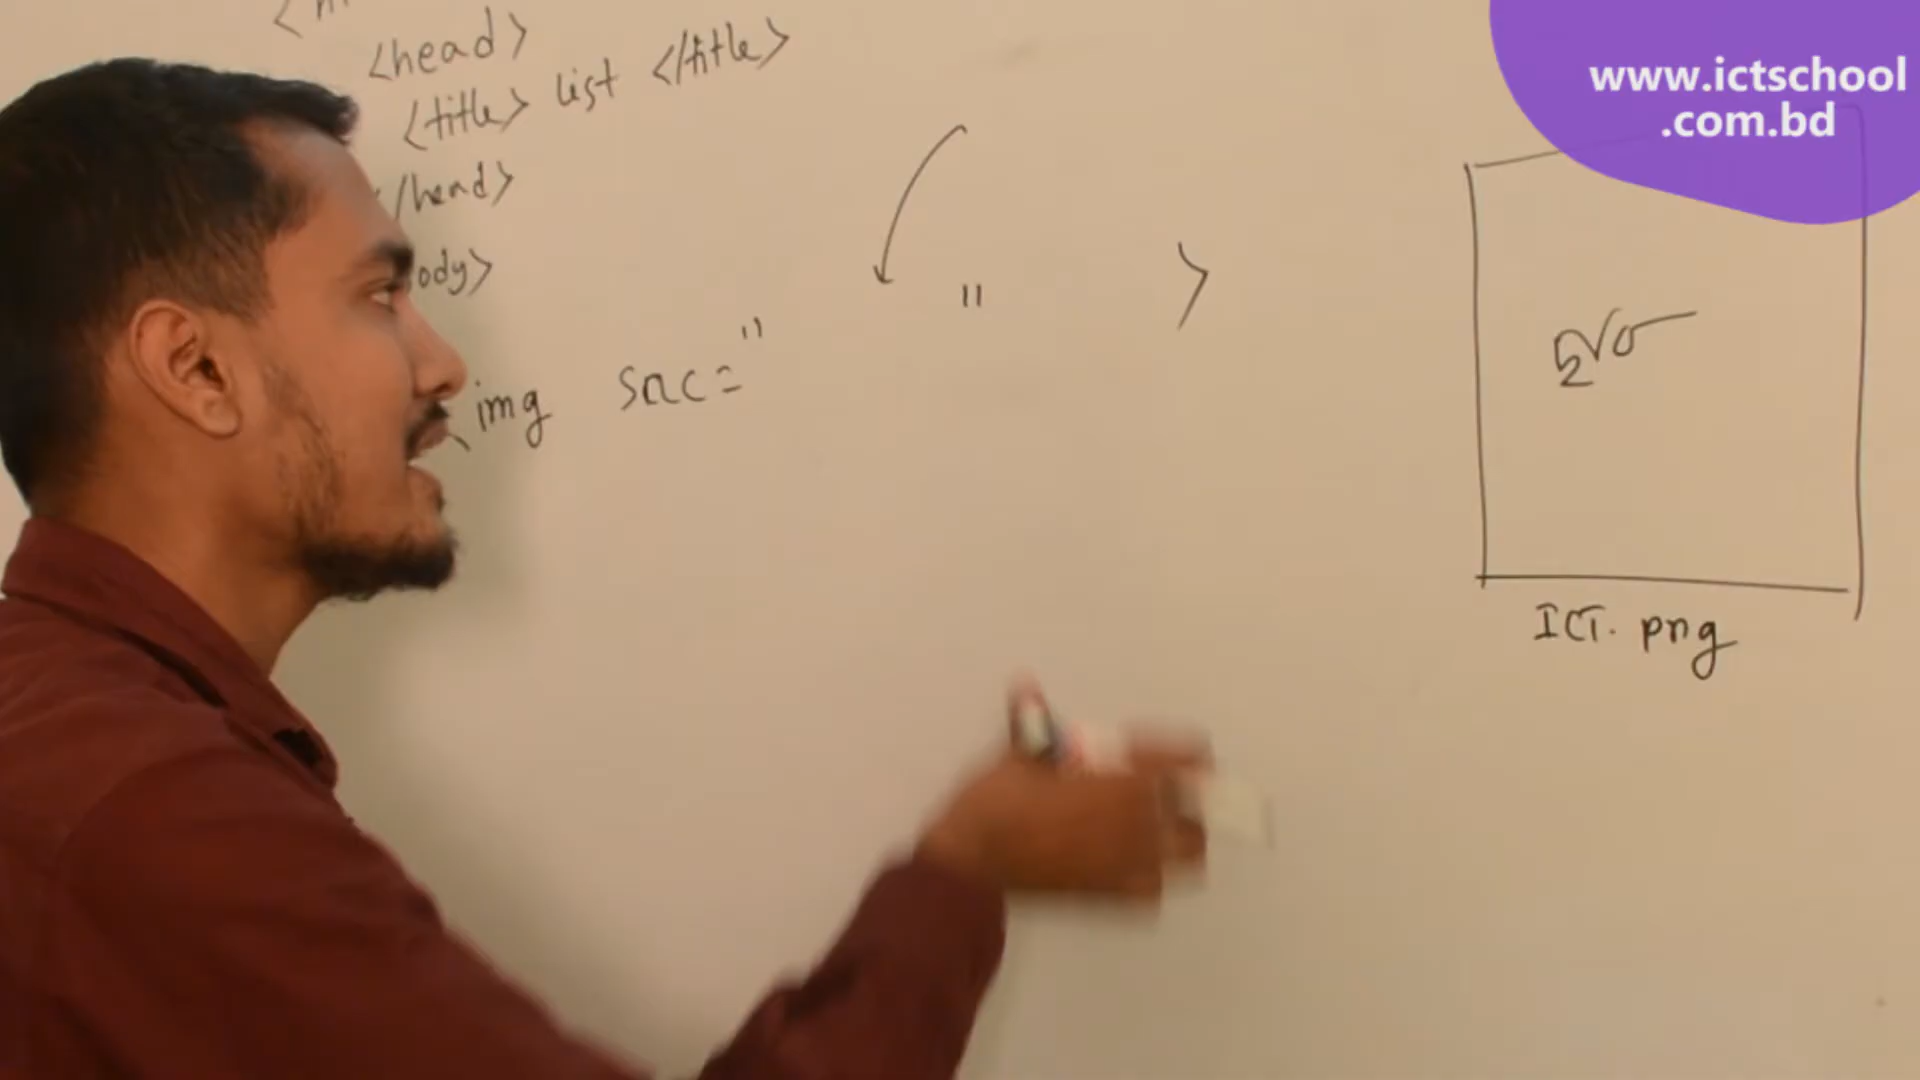 <head>
<title> list </title>
/head>
ody>
img src=" " >
ICT. png
www.ictschool
.com.bd